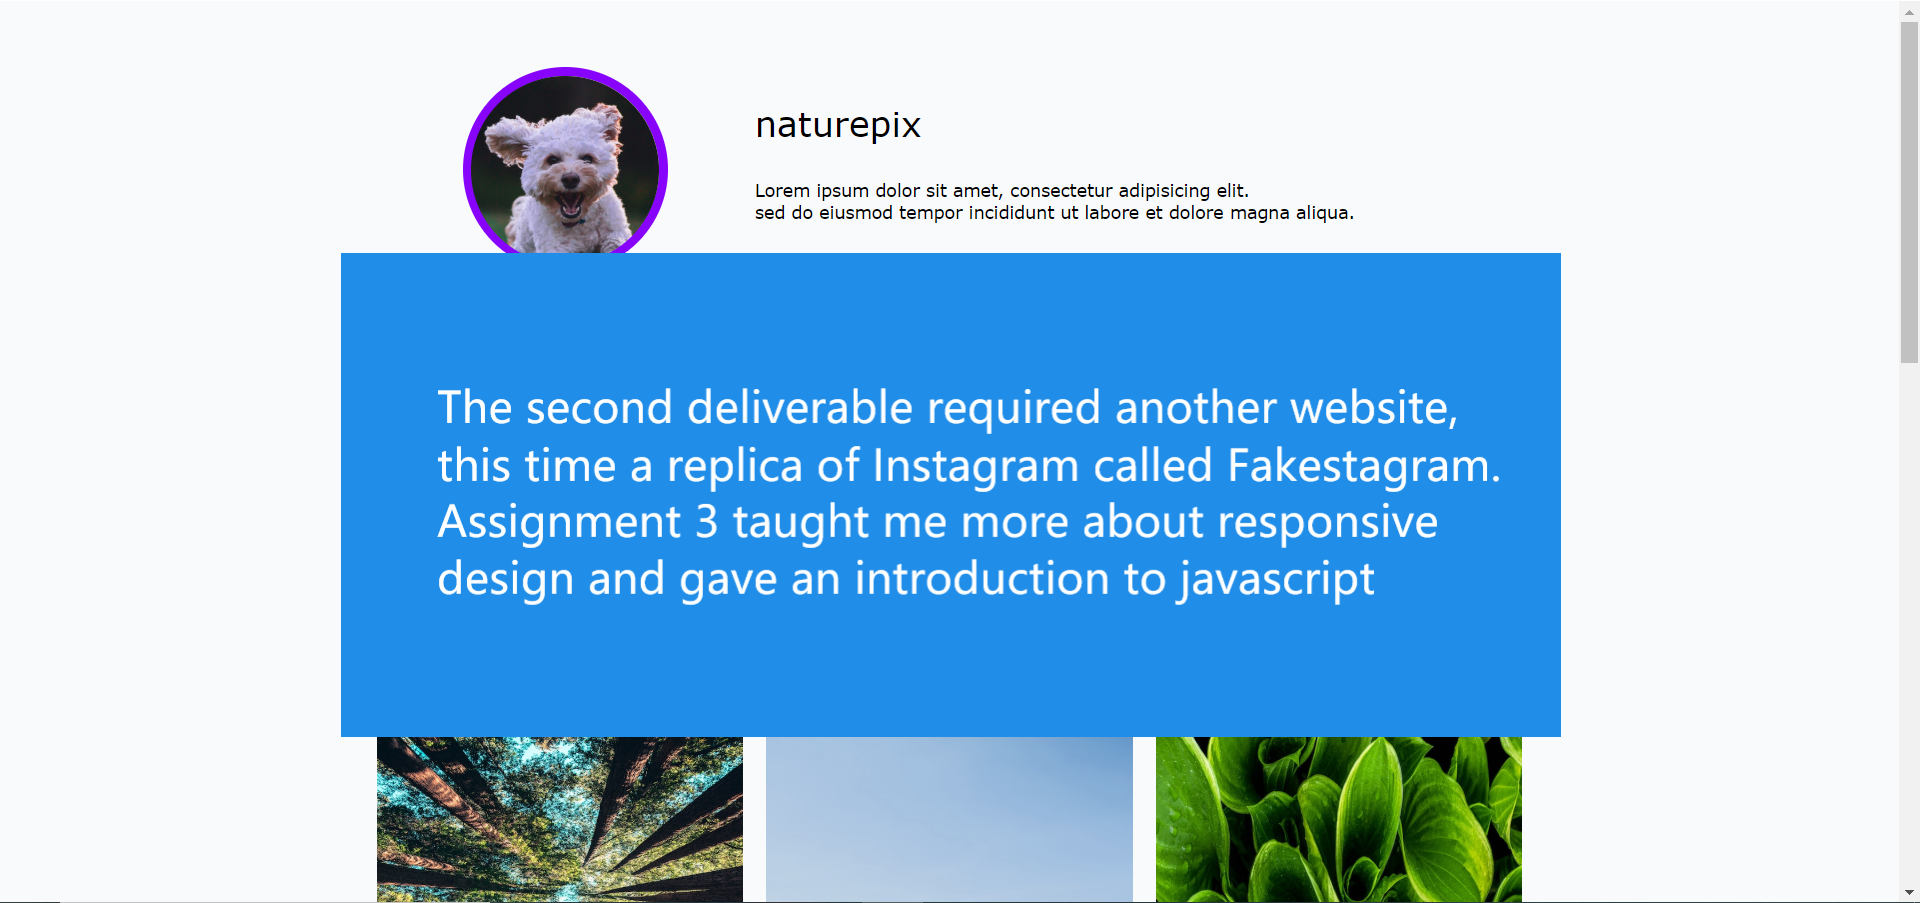 naturepix
Lorem ipsum dolor sit amet, consectetur adipisicing elit.
sed do eiusmod tempor incididunt ut labore et dolore magna aliqua.
The second deliverable required another website,
this time a replica of Instagram called Fakestagram.
Assignment 3 taught me more about responsive
design and gave an introduction to javascript